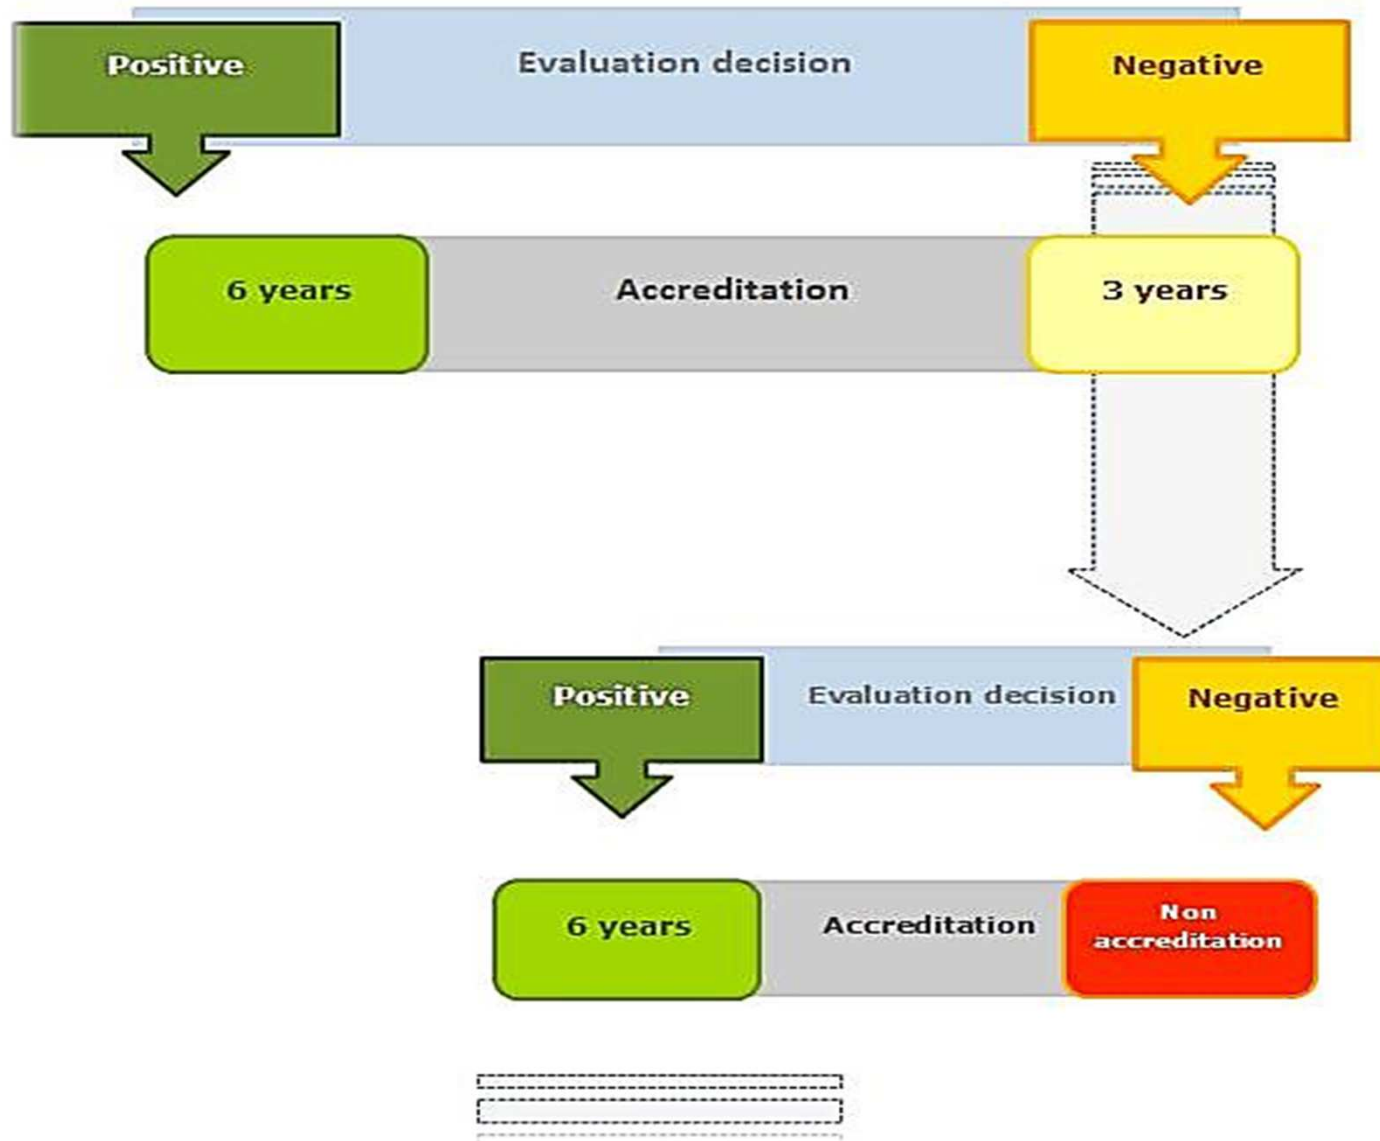 Positive
Evaluation decision
Negative
6 years
Accreditation
3 years
Positive
Evaluation decision
Negative
6 years
Accreditation
Non
accreditation